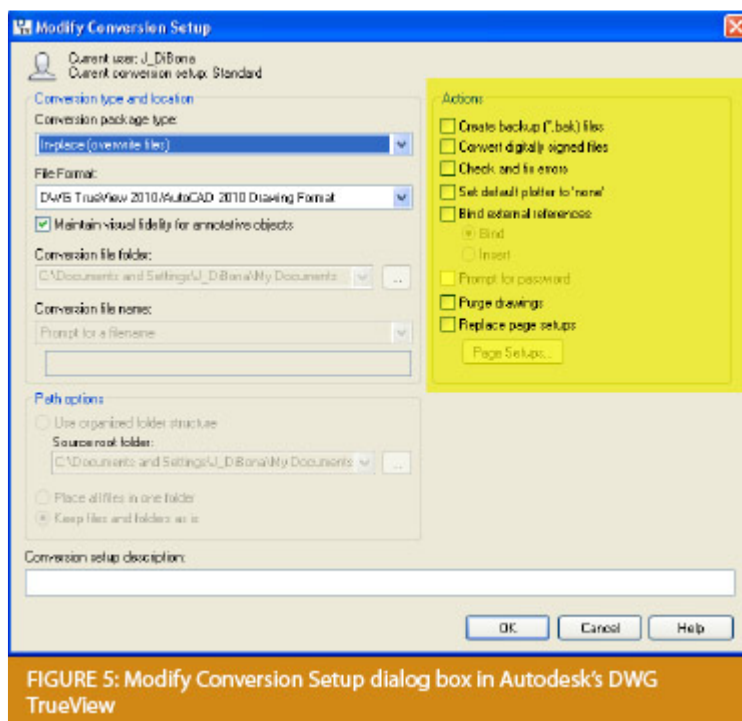 Modify Conversion Setup
Current user: J_DiBona
Current conversion setup: Standard
Conversion type and location
Conversion package type:
In-place (overwrite files)
File Format:
DWG TrueView 2010/AutoCAD 2010 Drawing Format
Maintain visual fidelity for annotative objects
Conversion file folder:
C:\Documents and Settings\J_DiBona\My Documents
...
Conversion file name:
Prompt for a filename
Path options
Use organized folder structure
Source root folder:
C:\Documents and Settings\J_DiBona\My Documents
...
Place all files in one folder
Keep files and folders as is
Actions
Create backup (*.bak) files
Convert digitally signed files
Check and fix errors
Set default plotter to 'none'
Bind external references
Bind
Insert
Prompt for password
Purge drawings
Replace page setups
Page Setups...
Conversion setup description:
OK
Cancel
Help
FIGURE 5: Modify Conversion Setup dialog box in Autodesk's DWG
TrueView